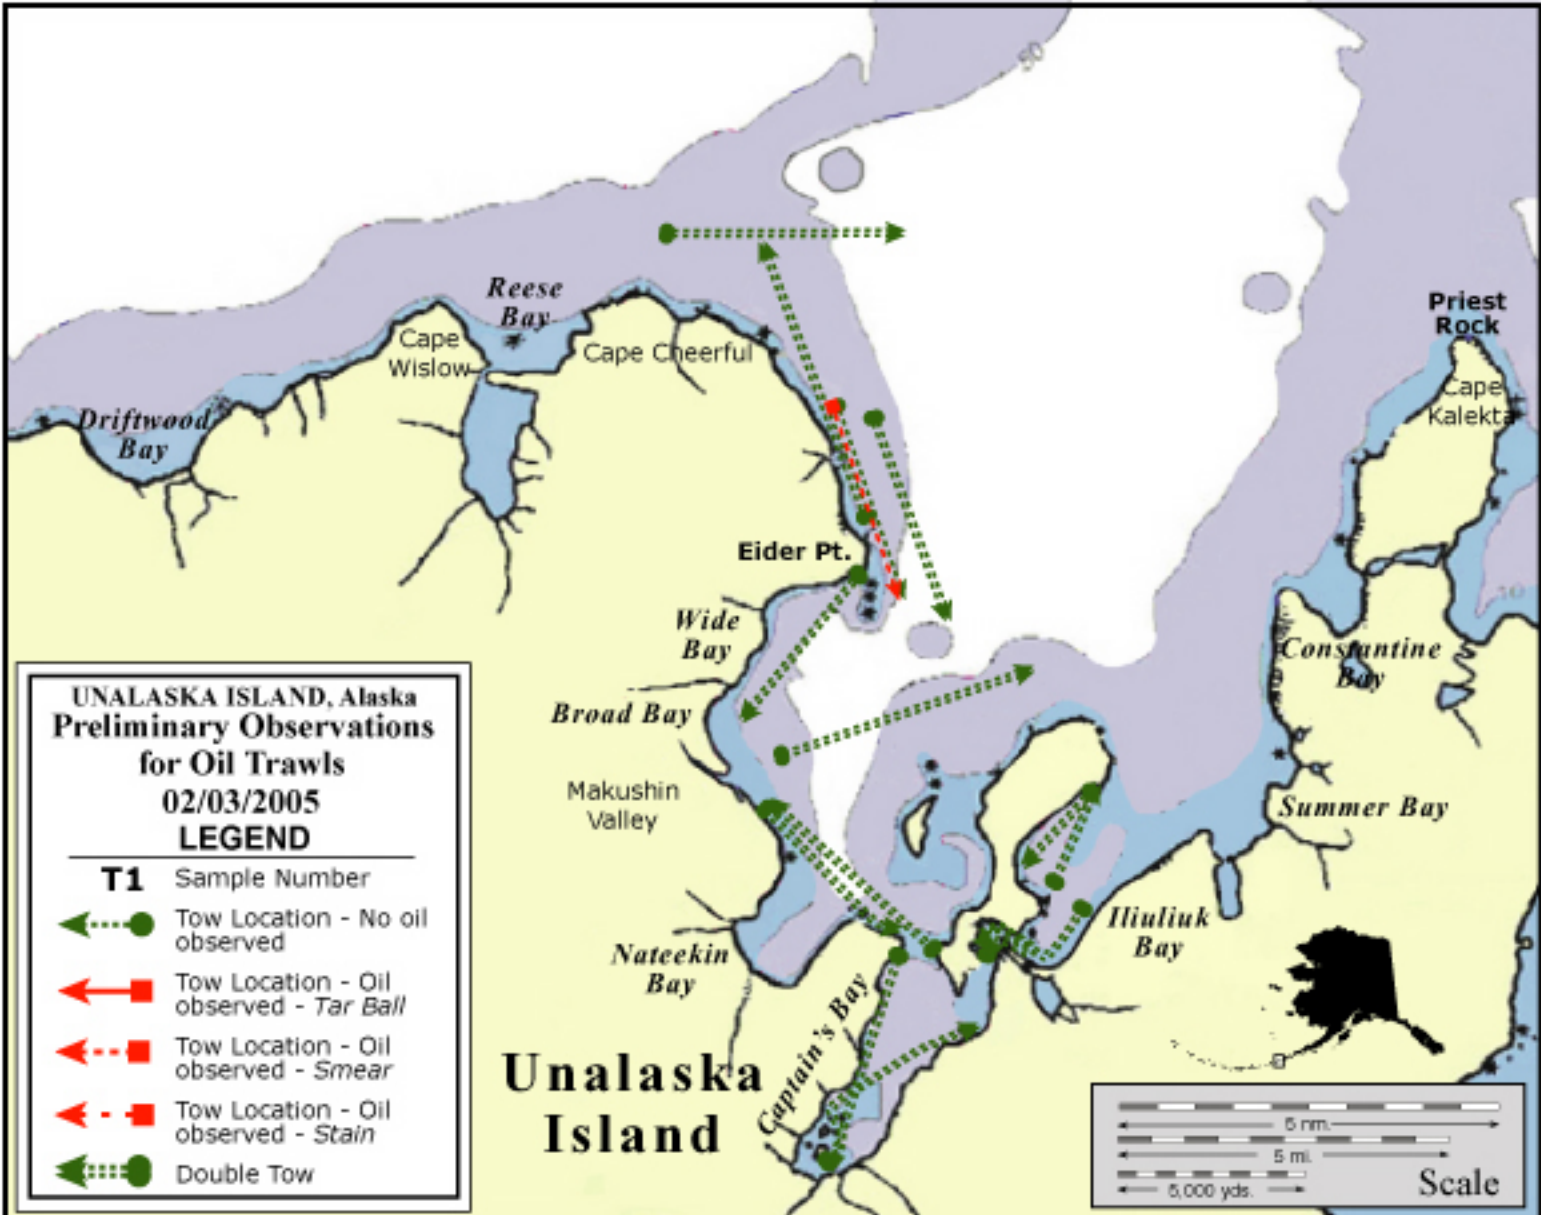 50
Reese
Bay
Priest
Rock
Cape
Wislow
Cape Cheerful
Cape
Kalekta
Driftwood
Bay
Eider Pt.
Wide
Bay
Constantine
Bay
Broad Bay
Makushin
Valley
Summer Bay
Iliuliuk
Bay
Nateekin
Bay
Captain's Bay
Unalaska
Island
UNALASKA ISLAND, Alaska
Preliminary Observations
for Oil Trawls
02/03/2005
LEGEND
T1 Sample Number
Tow Location - No oil
observed
Tow Location - Oil
observed - Tar Ball
Tow Location - Oil
observed - Smear
Tow Location - Oil
observed - Stain
Double Tow
5 nm.
5 mi.
5,000 yds.
Scale